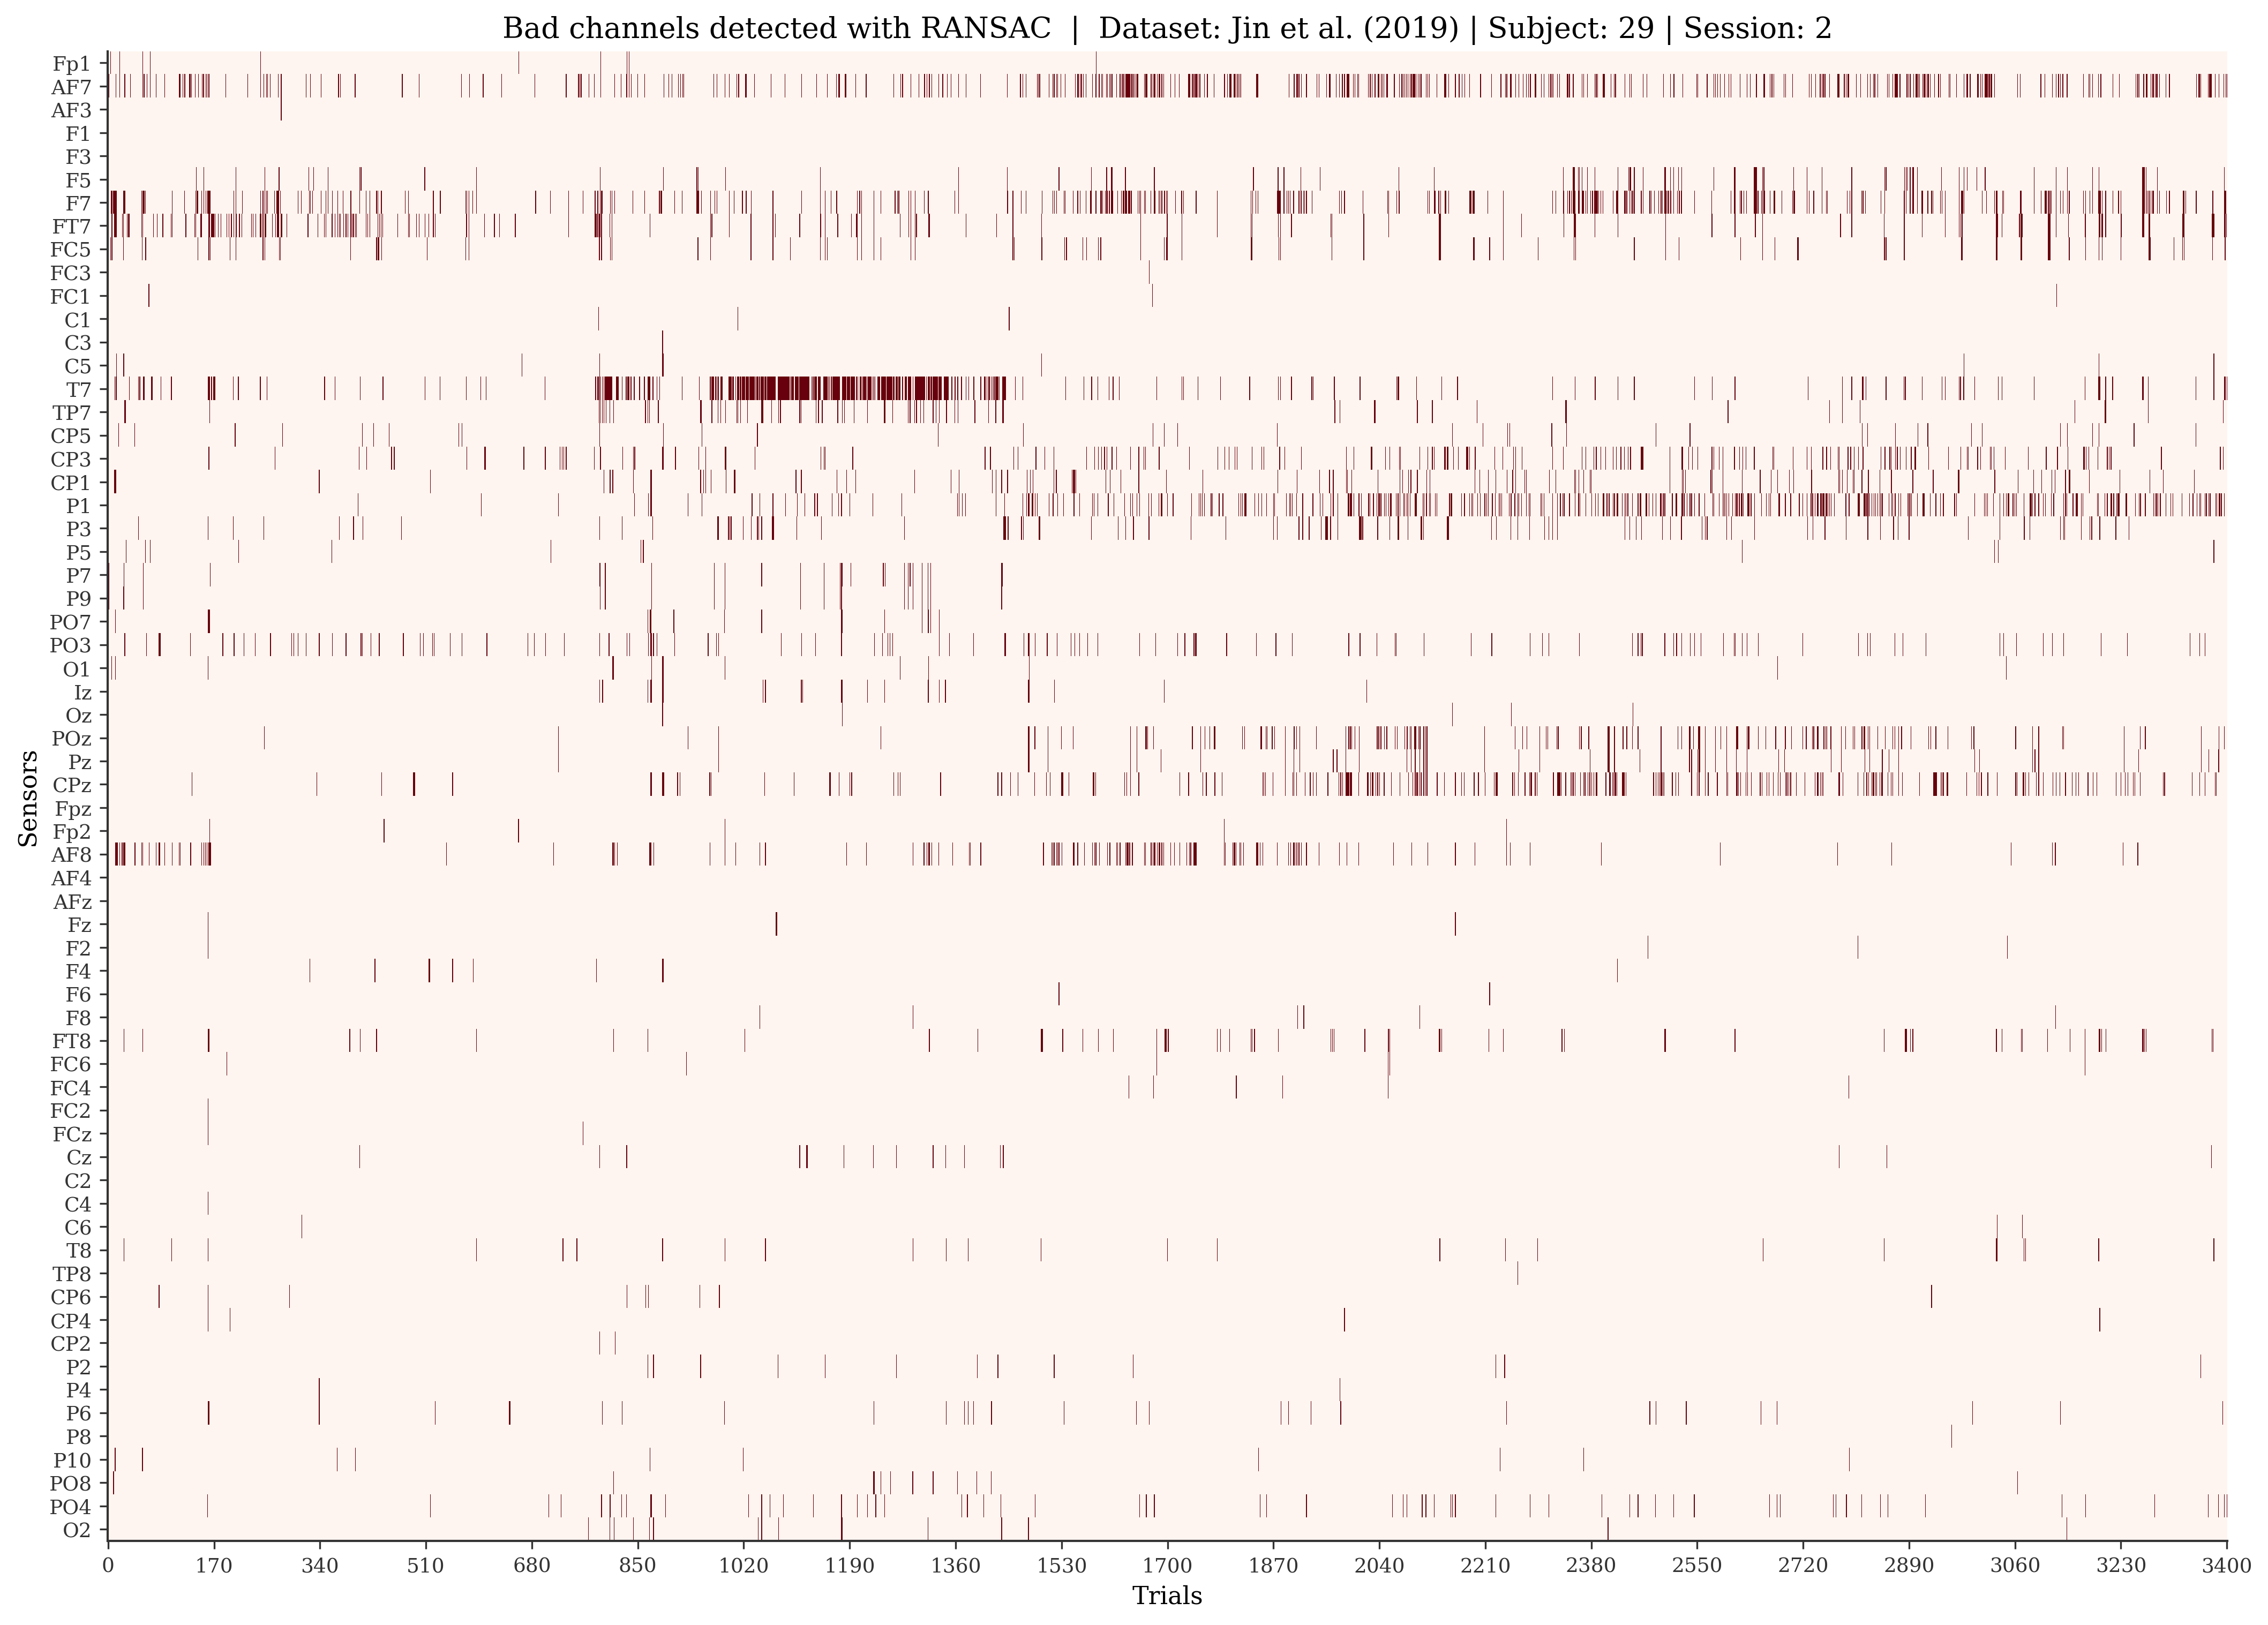 Bad channels detected with RANSAC | Dataset: Jin et al. (2019) | Subject: 29 | Session: 2
Sensors
Fp1
AF7
AF3
F1
F3
F5
F7
FT7
FC5
FC3
FC1
C1
C3
C5
T7
TP7
CP5
CP3
CP1
P1
P3
P5
P7
P9
PO7
PO3
O1
Iz
Oz
POz
Pz
CPz
Fpz
Fp2
AF8
AF4
AFz
Fz
F2
F4
F6
F8
FT8
FC6
FC4
FC2
FCz
Cz
C2
C4
C6
T8
TP8
CP6
CP4
CP2
P2
P4
P6
P8
P10
PO8
PO4
O2
0 170 340 510 680 850 1020 1190 1360 1530 1700 1870 2040 2210 2380 2550 2720 2890 3060 3230 3400
Trials